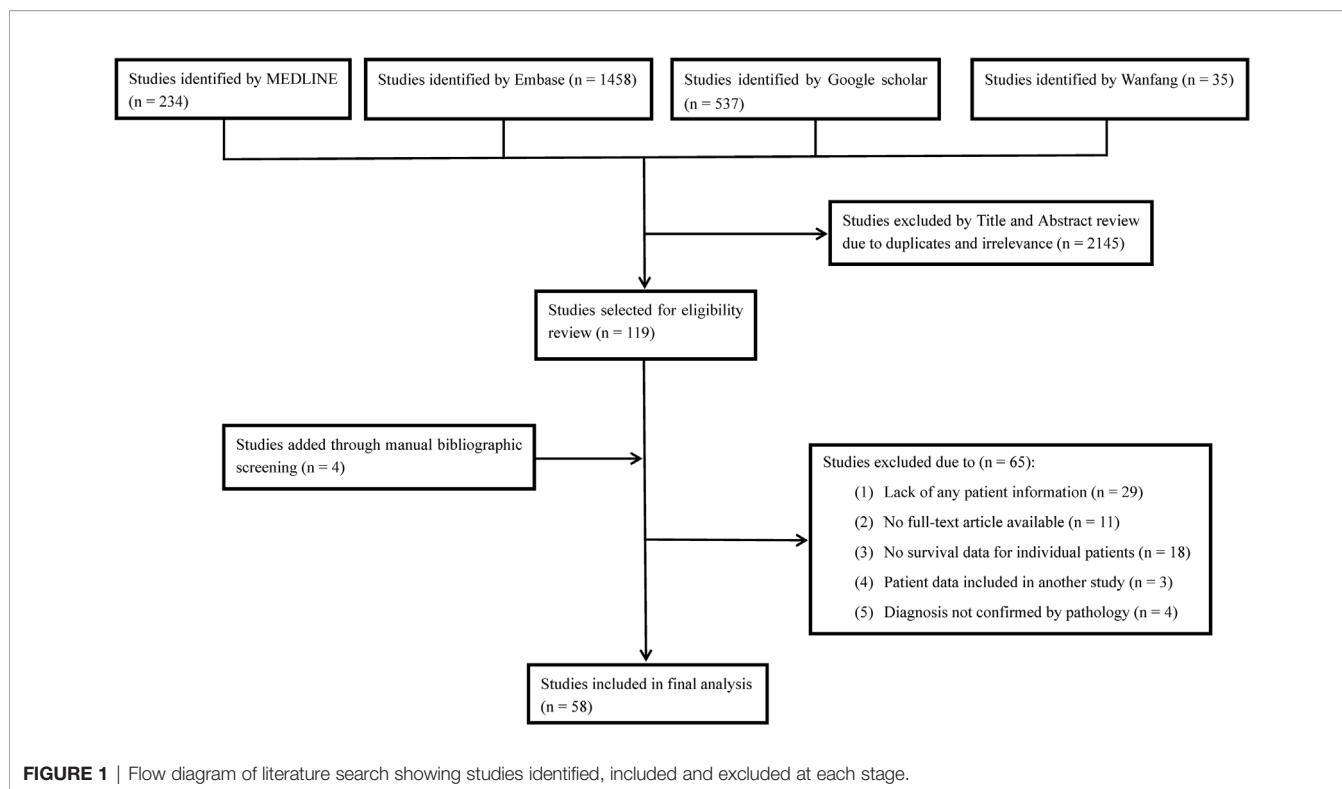 Studies identified by MEDLINE
(n = 234)
Studies identified by Embase (n = 1458)
Studies identified by Google scholar
(n = 537)
Studies identified by Wanfang (n = 35)
Studies excluded by Title and Abstract review
due to duplicates and irrelevance (n = 2145)
Studies selected for eligibility
review (n = 119)
Studies added through manual bibliographic
screening (n = 4)
Studies excluded due to (n = 65):
(1) Lack of any patient information (n = 29)
(2) No full-text article available (n = 11)
(3) No survival data for individual patients (n = 18)
(4) Patient data included in another study (n = 3)
(5) Diagnosis not confirmed by pathology (n = 4)
Studies included in final analysis
(n = 58)
FIGURE 1 | Flow diagram of literature search showing studies identified, included and excluded at each stage.